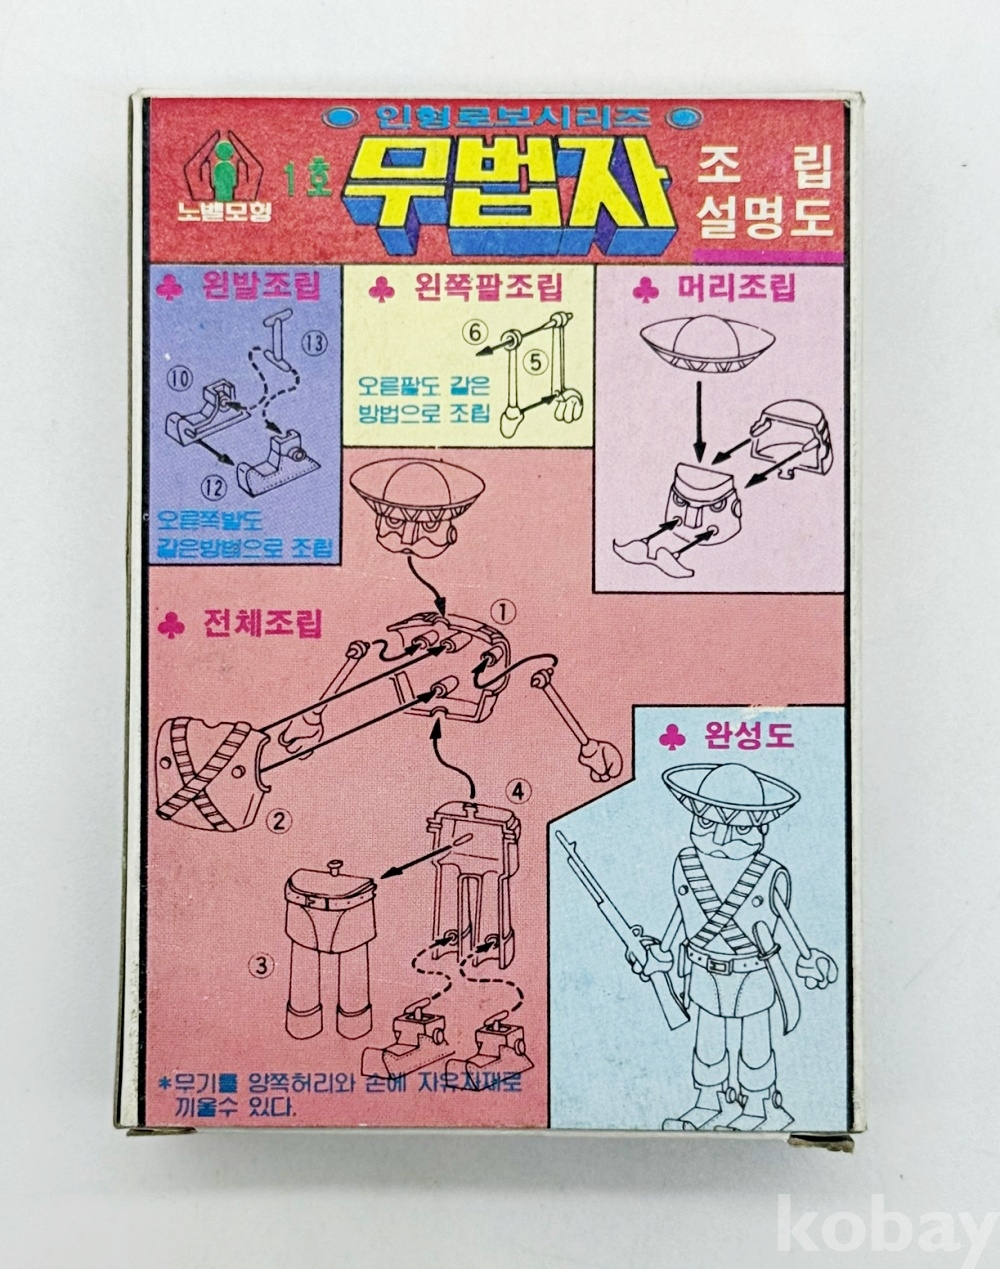 인형로보시리즈
노벨모형
1호
무법자
조 립
설명도
♣ 왼발조립
⑬
⑩
⑫
오른쪽발도
같은방법으로 조립
♣ 왼쪽팔조립
⑥
⑤
오른팔도 같은
방법으로 조립
♣ 머리조립
♣ 전체조립
①
②
④
③
*무기를 양쪽허리와 손에 자유자재로
끼울수 있다.
♣ 완성도
kobay